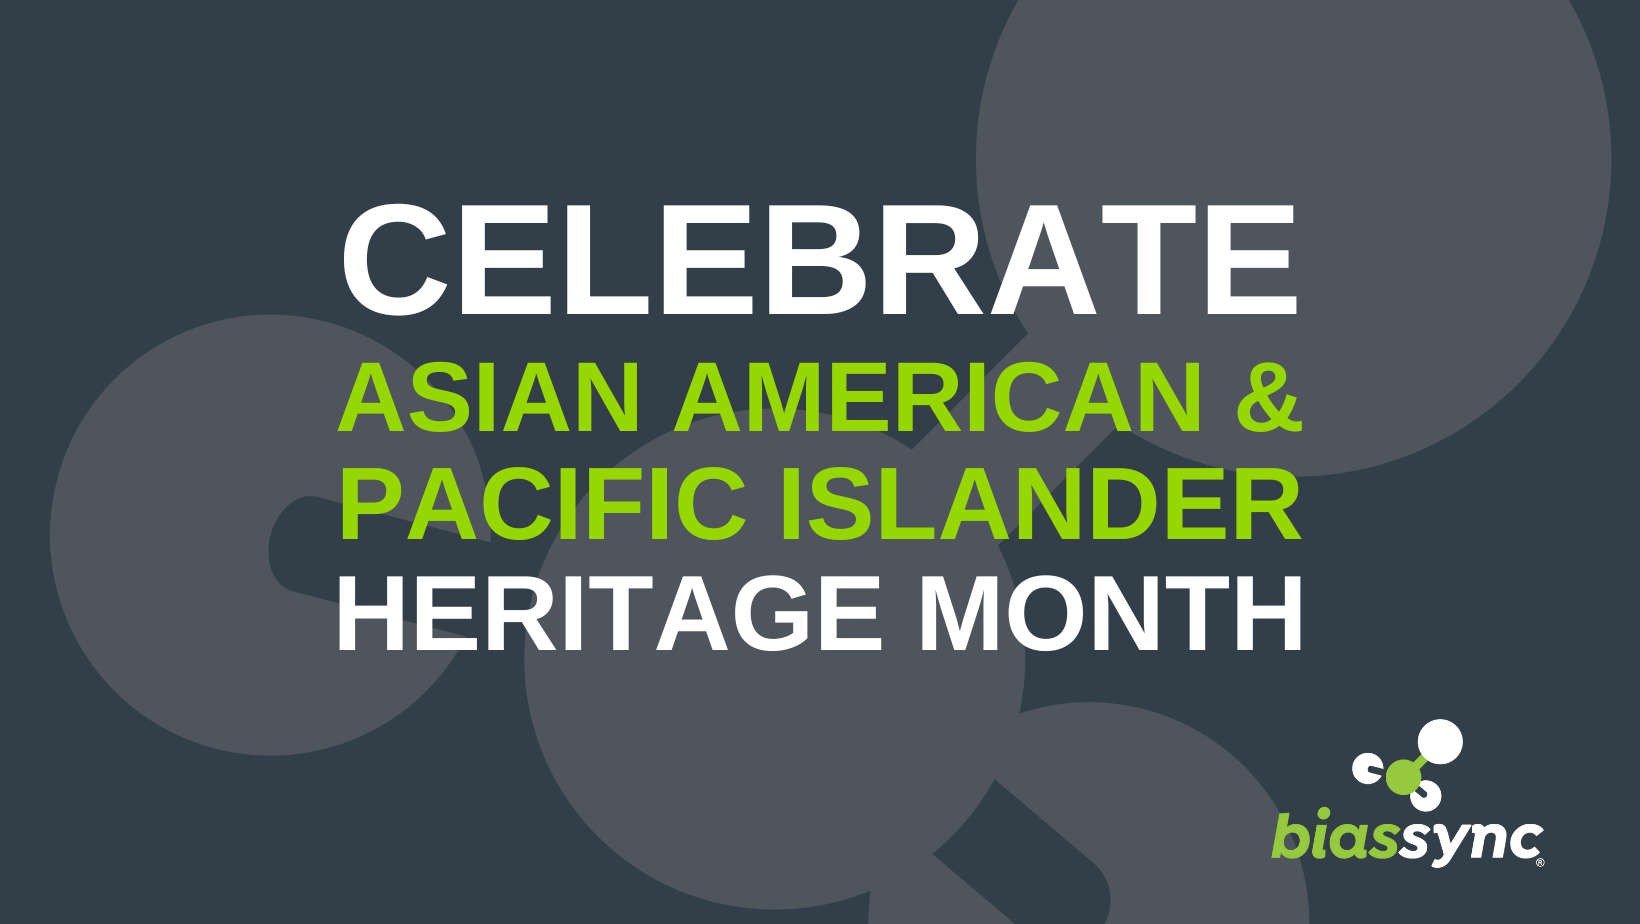 CELEBRATE
ASIAN AMERICAN &
PACIFIC ISLANDER
HERITAGE MONTH
biassync®